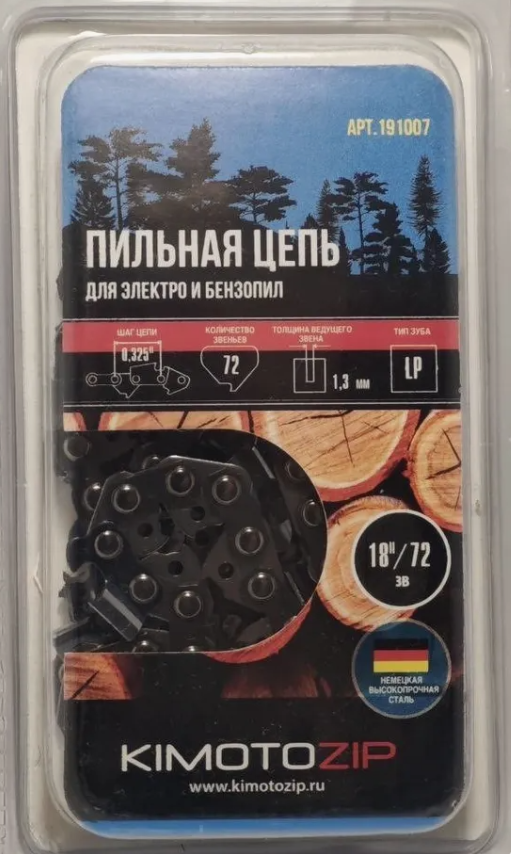 АРТ.191007
ПИЛЬНАЯ ЦЕПЬ
ДЛЯ ЭЛЕКТРО И БЕНЗОПИЛ
ШАГ ЦЕПИ
0,325"
КОЛИЧЕСТВО
ЗВЕНЬЕВ
72
ТОЛЩИНА ВЕДУЩЕГО
ЗВЕНА
1,3 мм
ТИП ЗУБА
LP
18"/72
ЗВ
НЕМЕЦКАЯ
ВЫСОКОПРОЧНАЯ
СТАЛЬ
KIMOTOZIP
www.kimotozip.ru